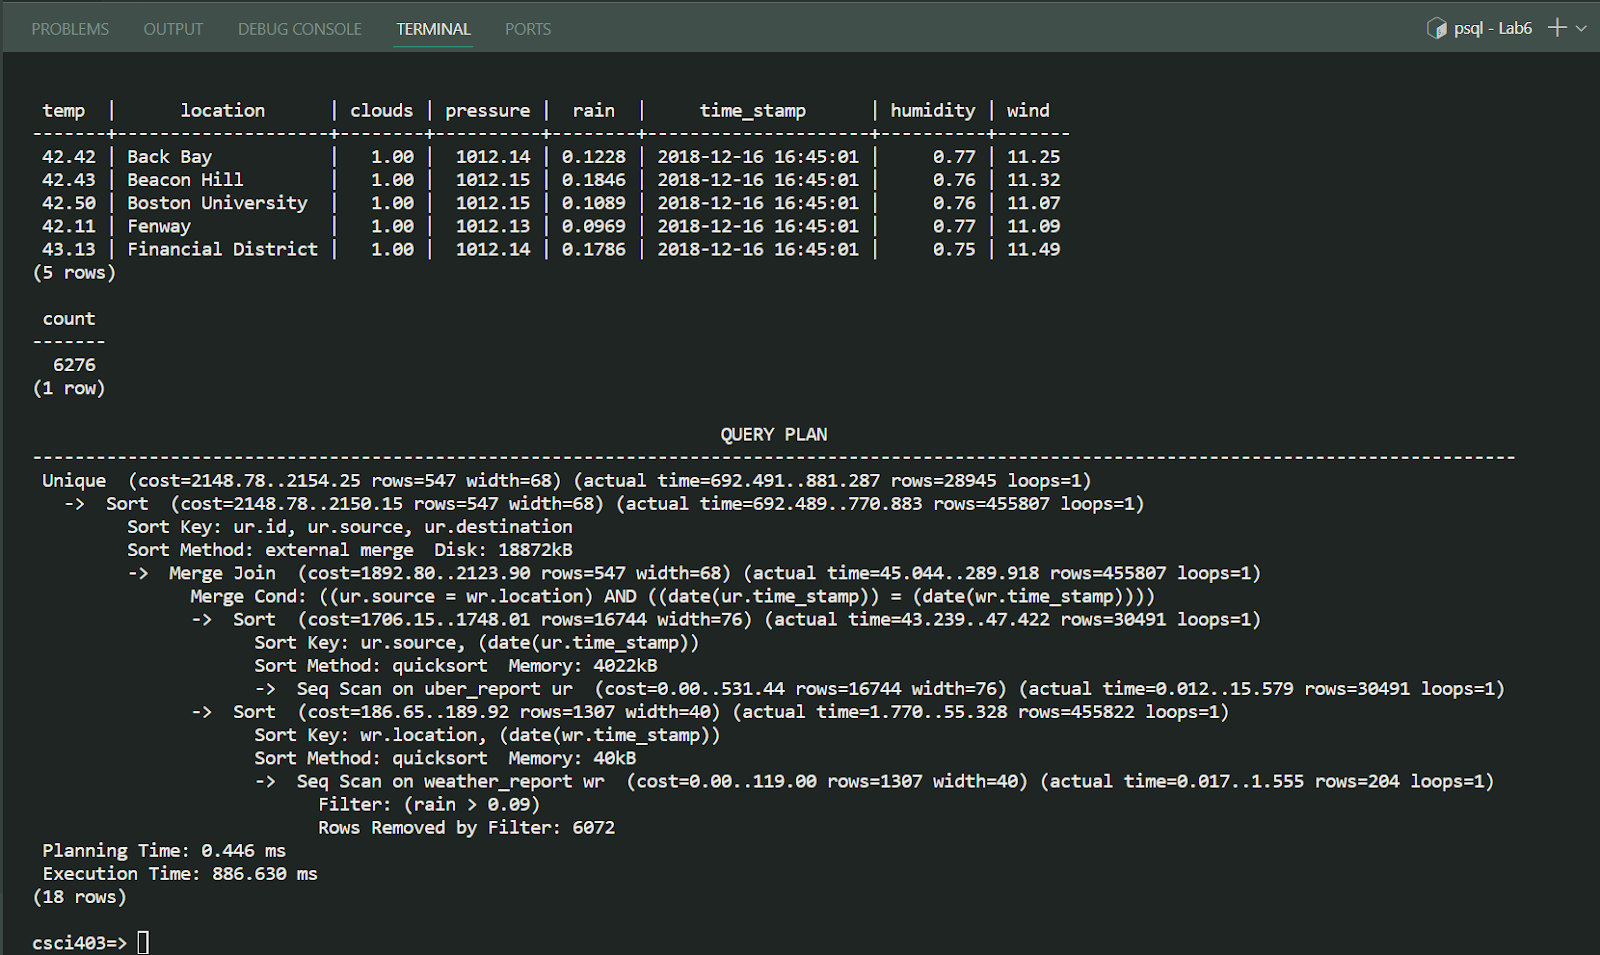 PROBLEMS OUTPUT DEBUG CONSOLE TERMINAL PORTS psql - Lab6
 temp  |      location      | clouds | pressure |  rain  |     time_stamp      | humidity | wind
-------+--------------------+--------+----------+--------+---------------------+----------+-------
 42.42 | Back Bay           |   1.00 |  1012.14 | 0.1228 | 2018-12-16 16:45:01 |     0.77 | 11.25
 42.43 | Beacon Hill        |   1.00 |  1012.15 | 0.1846 | 2018-12-16 16:45:01 |     0.76 | 11.32
 42.50 | Boston University  |   1.00 |  1012.15 | 0.1089 | 2018-12-16 16:45:01 |     0.76 | 11.07
 42.11 | Fenway             |   1.00 |  1012.13 | 0.0969 | 2018-12-16 16:45:01 |     0.77 | 11.09
 43.13 | Financial District |   1.00 |  1012.14 | 0.1786 | 2018-12-16 16:45:01 |     0.75 | 11.49
(5 rows)
 count
-------
  6276
(1 row)
QUERY PLAN
--------------------------------------------------------------------------------------------------------------------------------------------
 Unique  (cost=2148.78..2154.25 rows=547 width=68) (actual time=692.491..881.287 rows=28945 loops=1)
   ->  Sort  (cost=2148.78..2150.15 rows=547 width=68) (actual time=692.489..770.883 rows=455807 loops=1)
         Sort Key: ur.id, ur.source, ur.destination
         Sort Method: external merge  Disk: 18872kB
         ->  Merge Join  (cost=1892.80..2123.90 rows=547 width=68) (actual time=45.044..289.918 rows=455807 loops=1)
               Merge Cond: ((ur.source = wr.location) AND ((date(ur.time_stamp)) = (date(wr.time_stamp))))
               ->  Sort  (cost=1706.15..1748.01 rows=16744 width=76) (actual time=43.239..47.422 rows=30491 loops=1)
                     Sort Key: ur.source, (date(ur.time_stamp))
                     Sort Method: quicksort  Memory: 4022kB
                     ->  Seq Scan on uber_report ur  (cost=0.00..531.44 rows=16744 width=76) (actual time=0.012..15.579 rows=30491 loops=1)
               ->  Sort  (cost=186.65..189.92 rows=1307 width=40) (actual time=1.770..55.328 rows=455822 loops=1)
                     Sort Key: wr.location, (date(wr.time_stamp))
                     Sort Method: quicksort  Memory: 40kB
                     ->  Seq Scan on weather_report wr  (cost=0.00..119.00 rows=1307 width=40) (actual time=0.017..1.555 rows=204 loops=1)
                           Filter: (rain > 0.09)
                           Rows Removed by Filter: 6072
 Planning Time: 0.446 ms
 Execution Time: 886.630 ms
(18 rows)
csci403=>